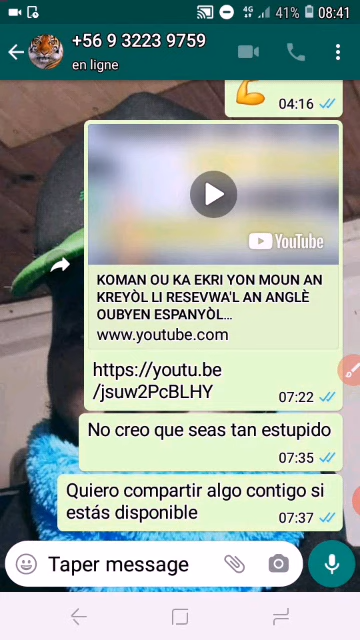 4G 41% 08:41
+56 9 3223 9759
en ligne
04:16
YouTube
KOMAN OU KA EKRI YON MOUN AN
KREYÒL LI RESEVWA'L AN ANGLÈ
OUBYEN ESPANYÒL...
www.youtube.com
https://youtu.be
/jsuw2PcBLHY
07:22
No creo que seas tan estupido
07:35
Quiero compartir algo contigo si
estás disponible
07:37
Taper message